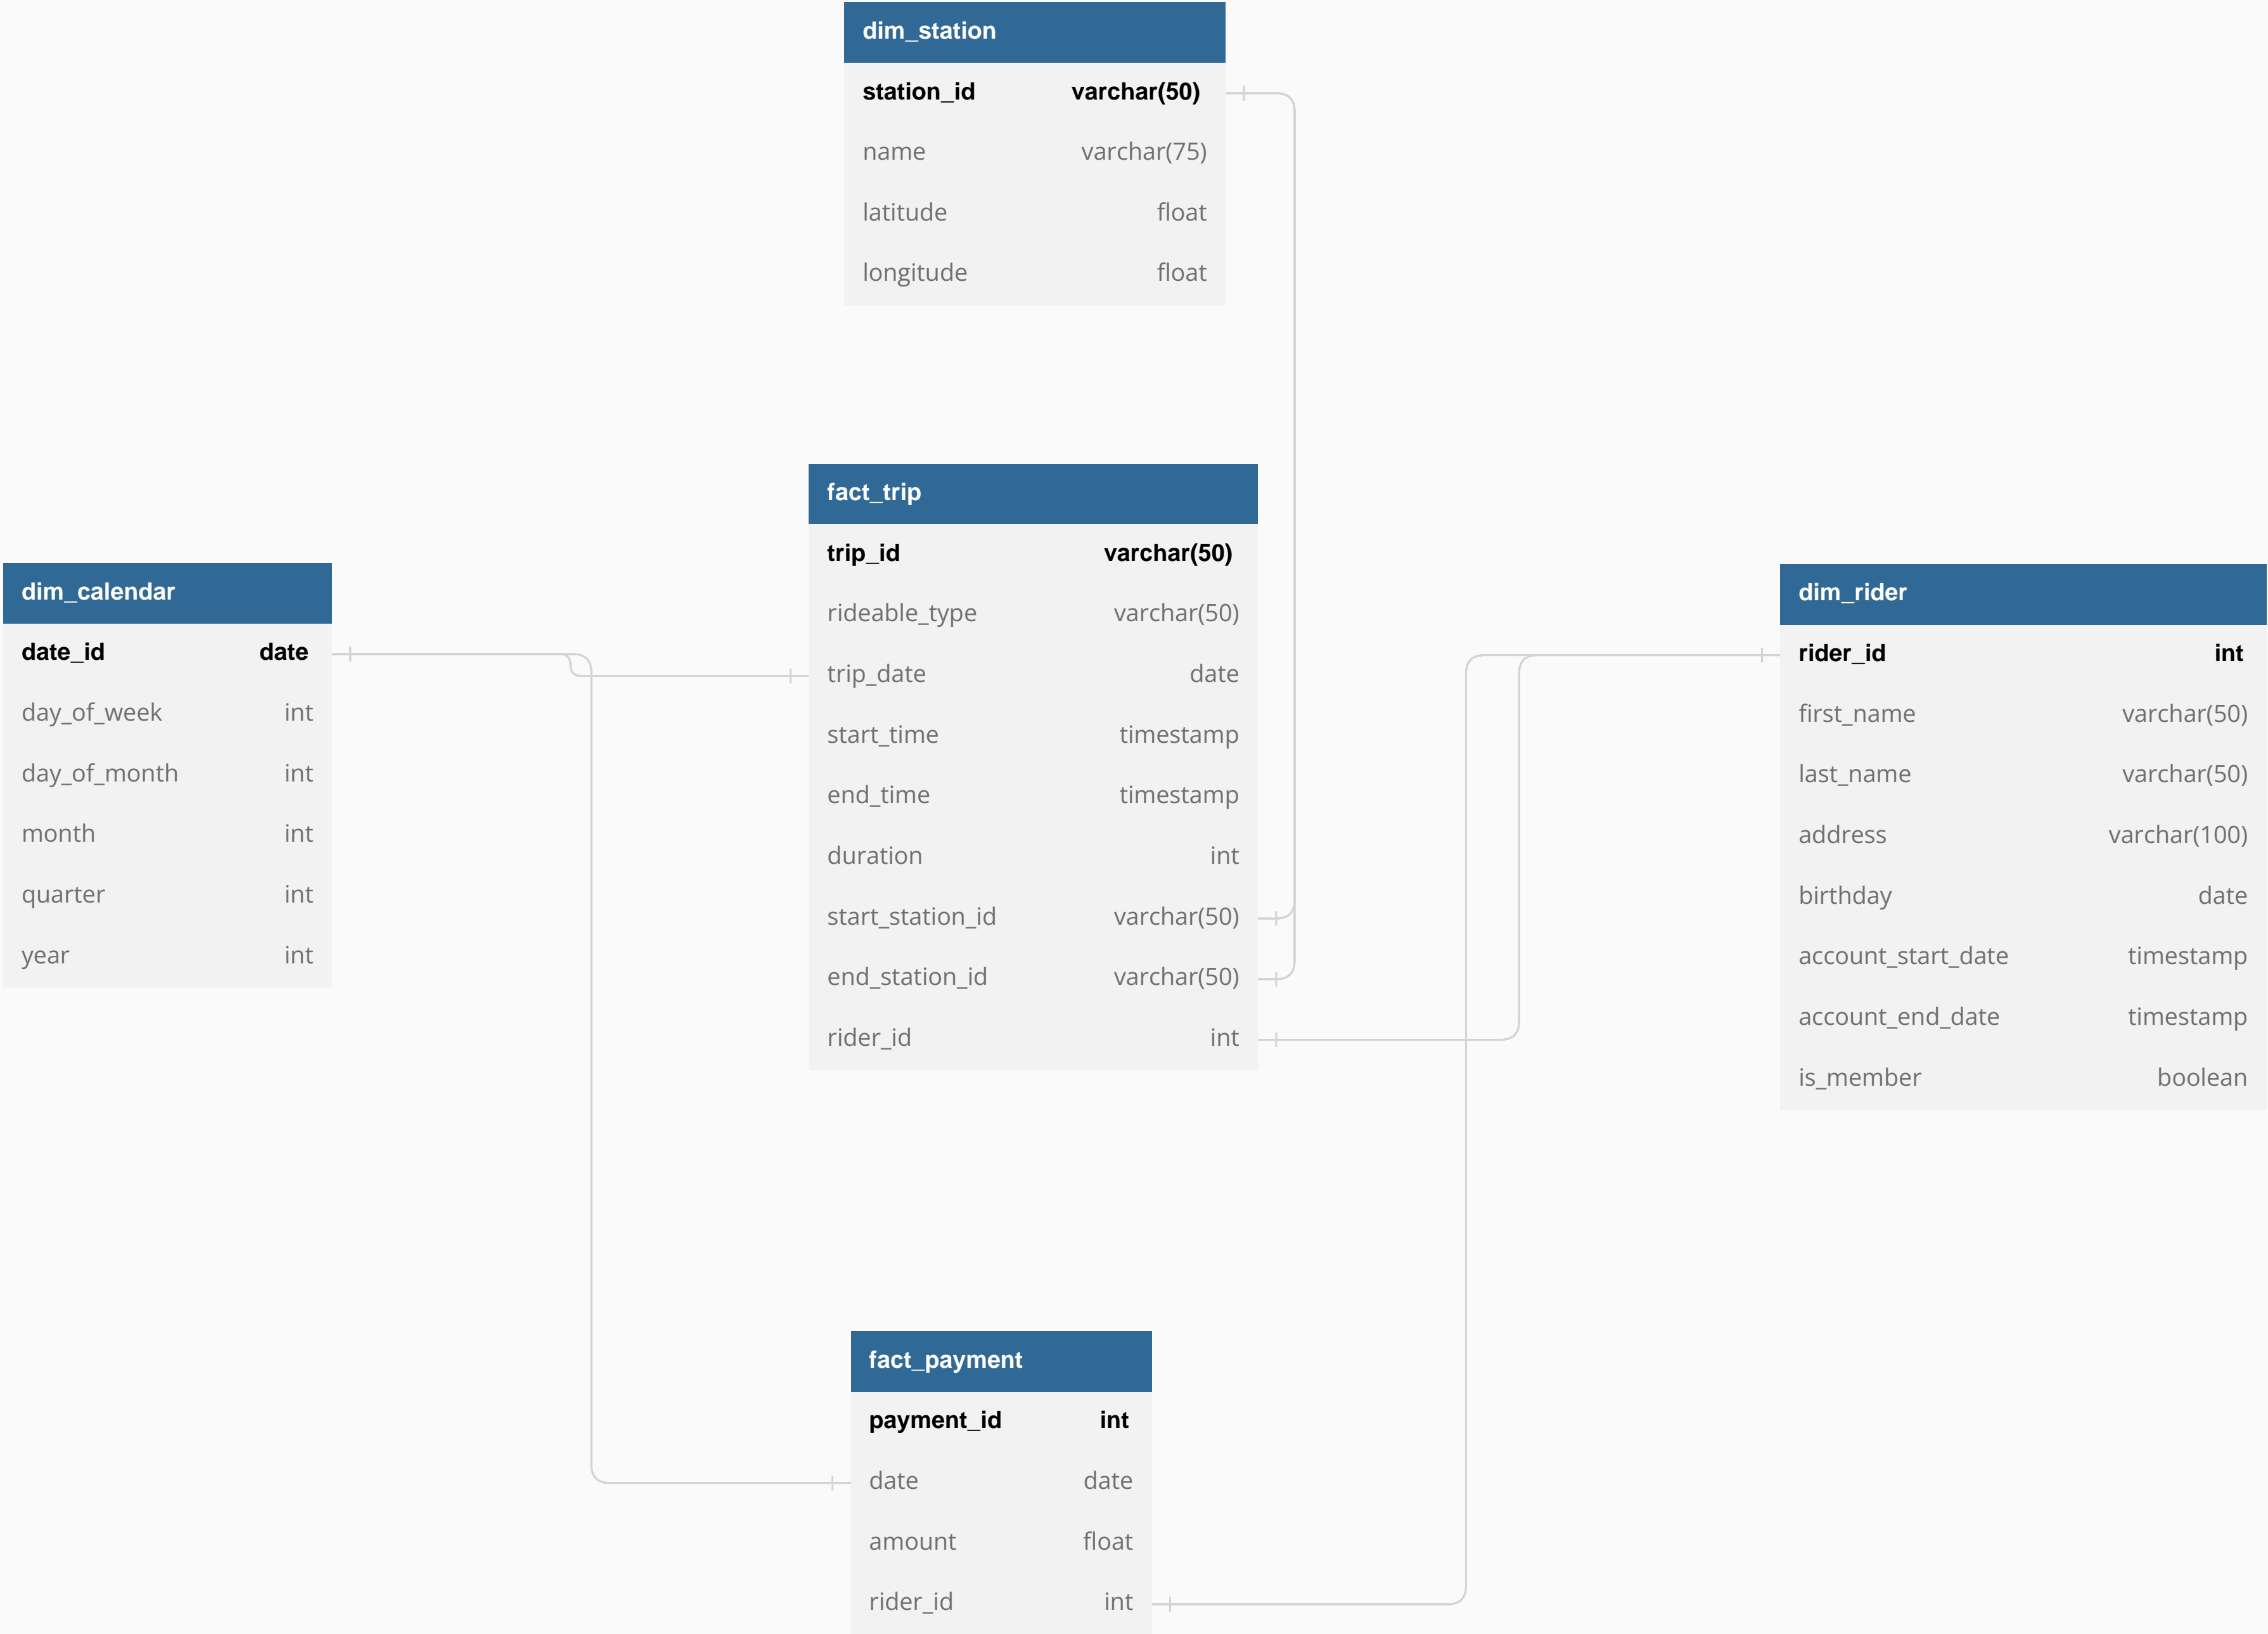 dim_station
station_id varchar(50)
name varchar(75)
latitude float
longitude float
fact_trip
trip_id varchar(50)
rideable_type varchar(50)
trip_date date
start_time timestamp
end_time timestamp
duration int
start_station_id varchar(50)
end_station_id varchar(50)
rider_id int
dim_calendar
date_id date
day_of_week int
day_of_month int
month int
quarter int
year int
dim_rider
rider_id int
first_name varchar(50)
last_name varchar(50)
address varchar(100)
birthday date
account_start_date timestamp
account_end_date timestamp
is_member boolean
fact_payment
payment_id int
date date
amount float
rider_id int